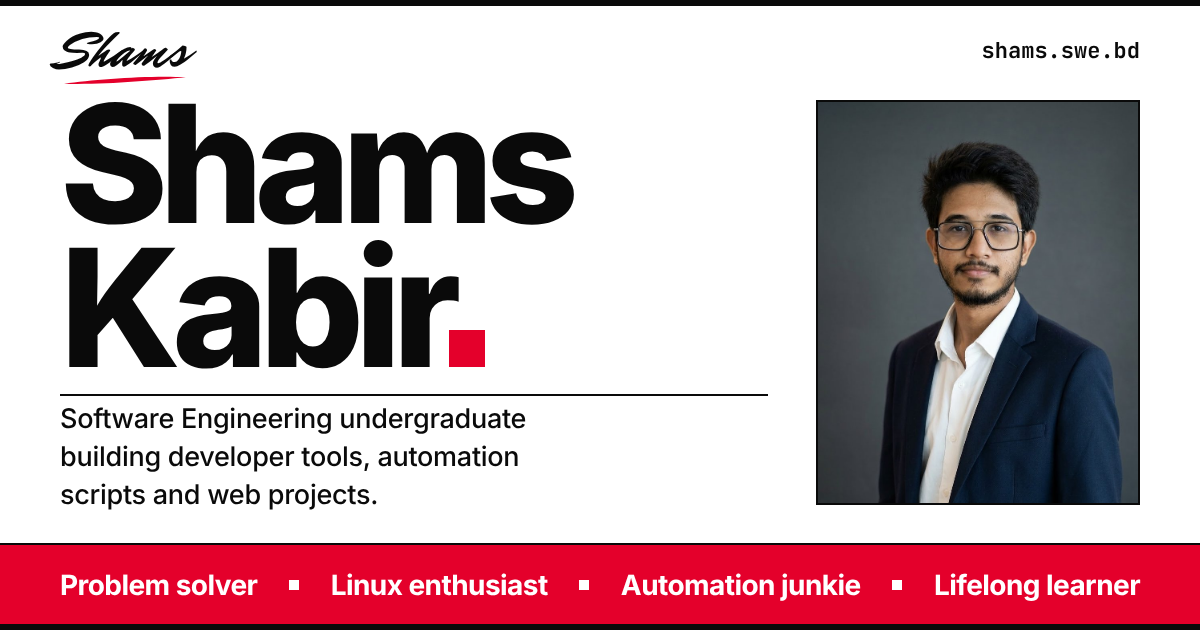 Shams
shams.swe.bd
Shams
Kabir.
Software Engineering undergraduate
building developer tools, automation
scripts and web projects.
Problem solver ▪ Linux enthusiast ▪ Automation junkie ▪ Lifelong learner